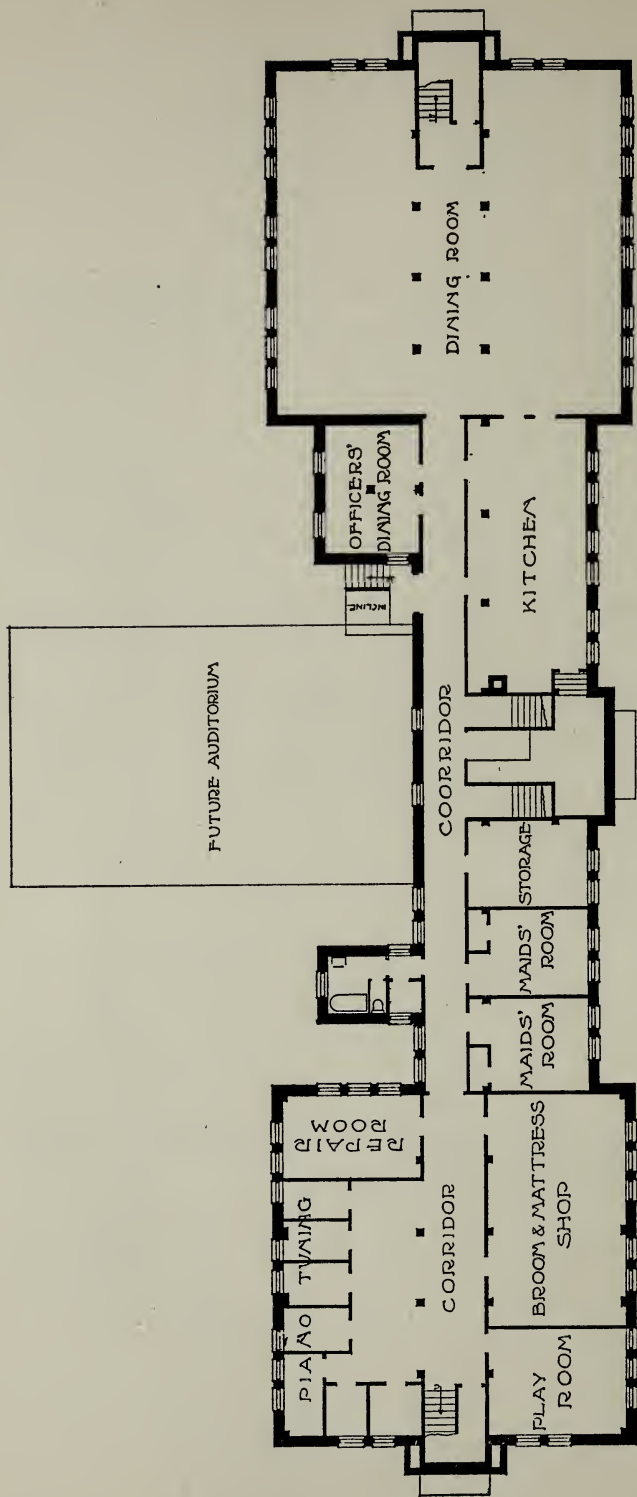 FUTURE AUDITORIUM
INCLINE
OFFICERS'
DINING ROOM
PIANO TUNING
REPAIR
ROOM
CORRIDOR
COORRIDOR
DINING ROOM
PLAY
ROOM
BROOM & MATTRESS
SHOP
MAIDS'
ROOM
MAIDS'
ROOM
STORAGE
KITCHEN